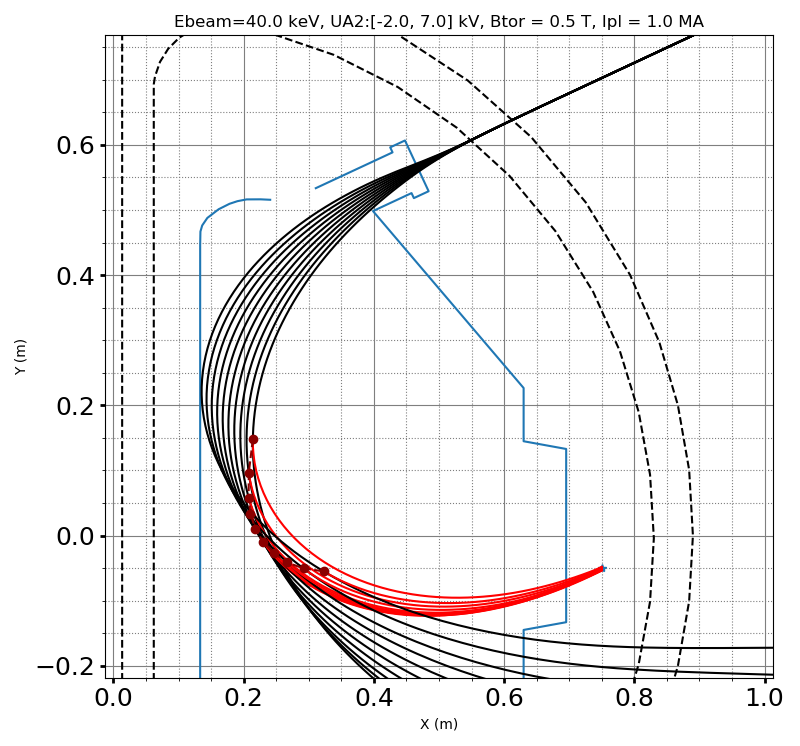 Ebeam=40.0 keV, UA2:[-2.0, 7.0] kV, Btor = 0.5 T, Ipl = 1.0 MA
0.6
0.4
0.2
0.0
−0.2
Y (m)
0.0 0.2 0.4 0.6 0.8 1.0
X (m)